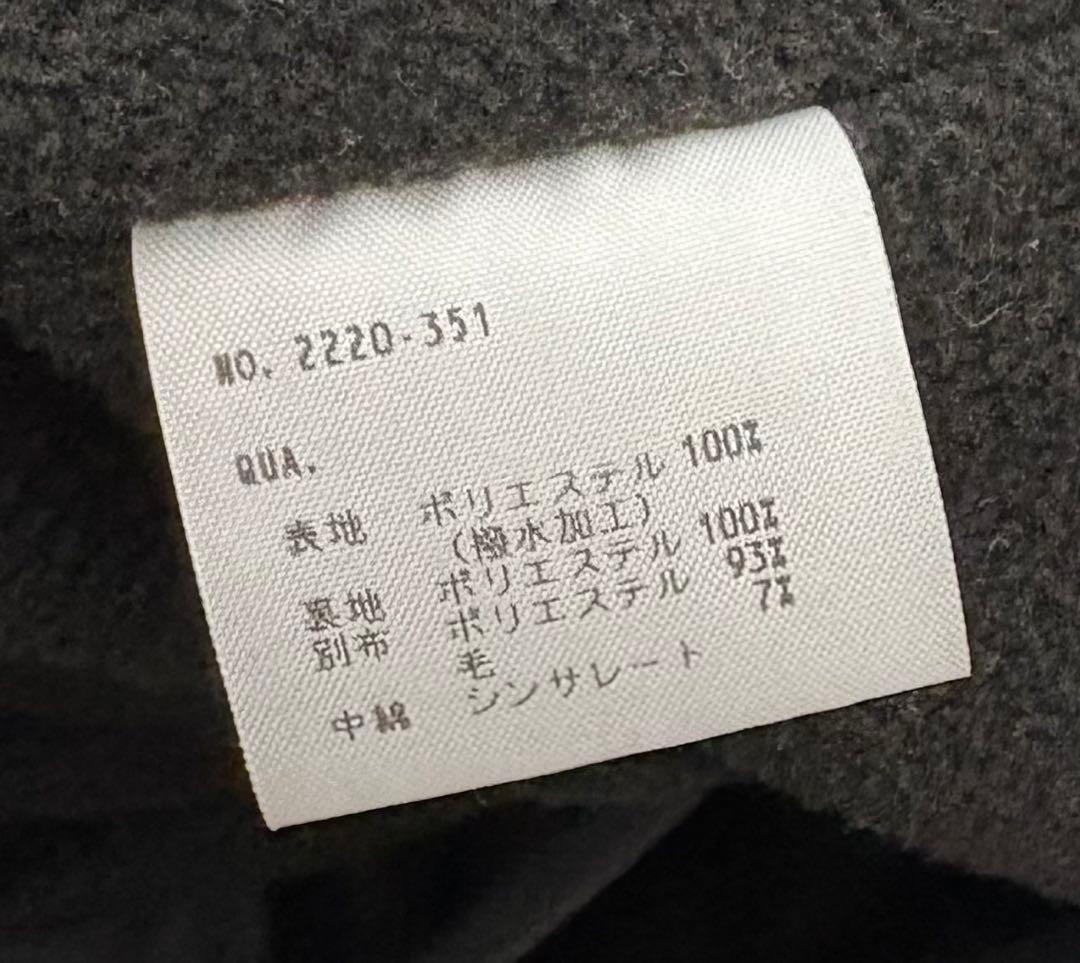 NO. 2220-351
QUA.
表地 ポリエステル 100%
(撥水加工)
裏地 ポリエステル 100%
別布 ポリエステル 93%
毛 7%
中綿 シンサレート